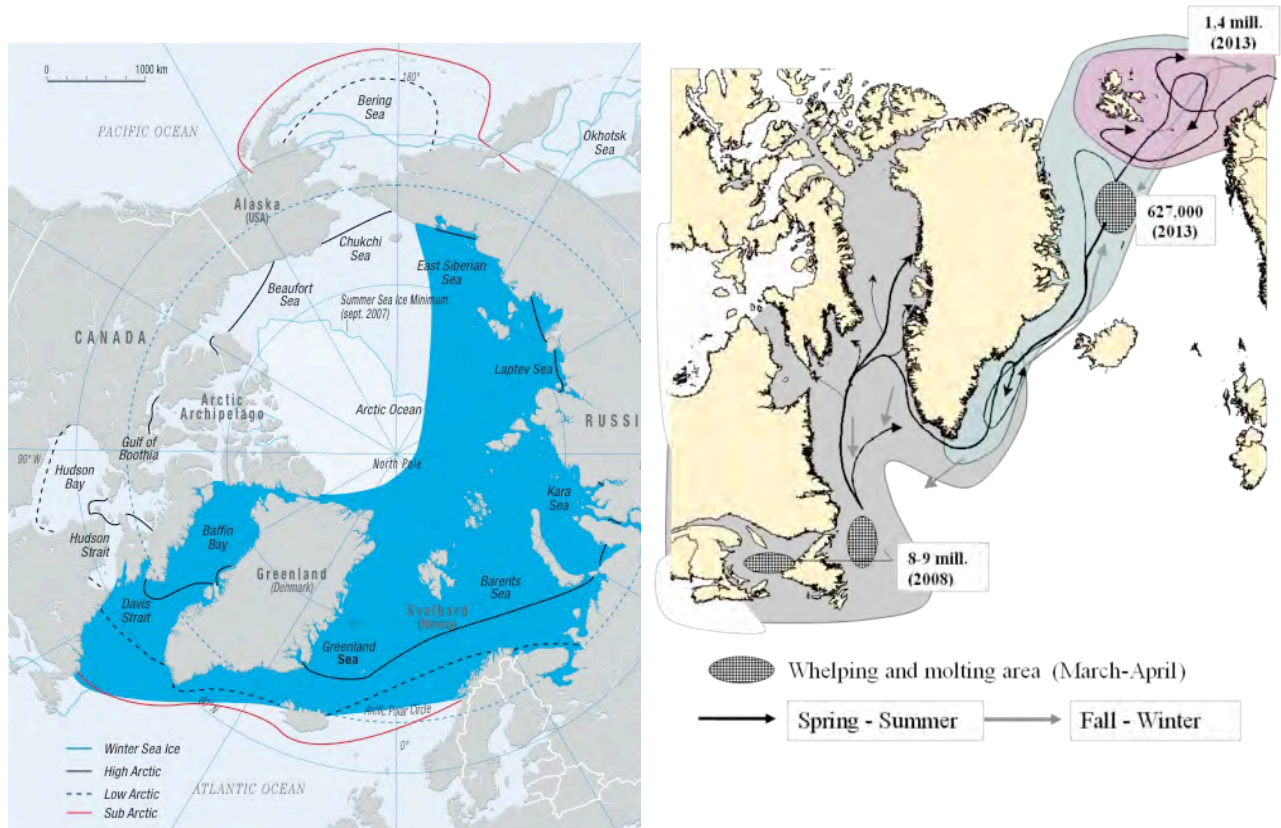 0
1000 km
180°
Bering
Sea
PACIFIC OCEAN
Okhotsk
Sea
Alaska
(USA)
Chukchi
Sea
East Siberian
Sea
Beaufort
Sea
Summer Sea Ice Minimum
(sept. 2007)
CANADA
Laptev Sea
Arctic
Archipelago
Arctic Ocean
RUSSI
Gulf of
Boothia
96° W
North Pole
Hudson
Bay
Kara
Sea
Baffin
Bay
Hudson
Strait
Greenland
(Denmark)
Barents
Sea
Davis
Strait
Svalbard
(Norway)
Greenland
Sea
60° N
Arctic Polar Circle
0°
Winter Sea Ice
High Arctic
Low Arctic
Sub Arctic
ATLANTIC OCEAN
1,4 mill.
(2013)
627,000
(2013)
8-9 mill.
(2008)
Whelping and molting area (March-April)
Spring - Summer
Fall - Winter